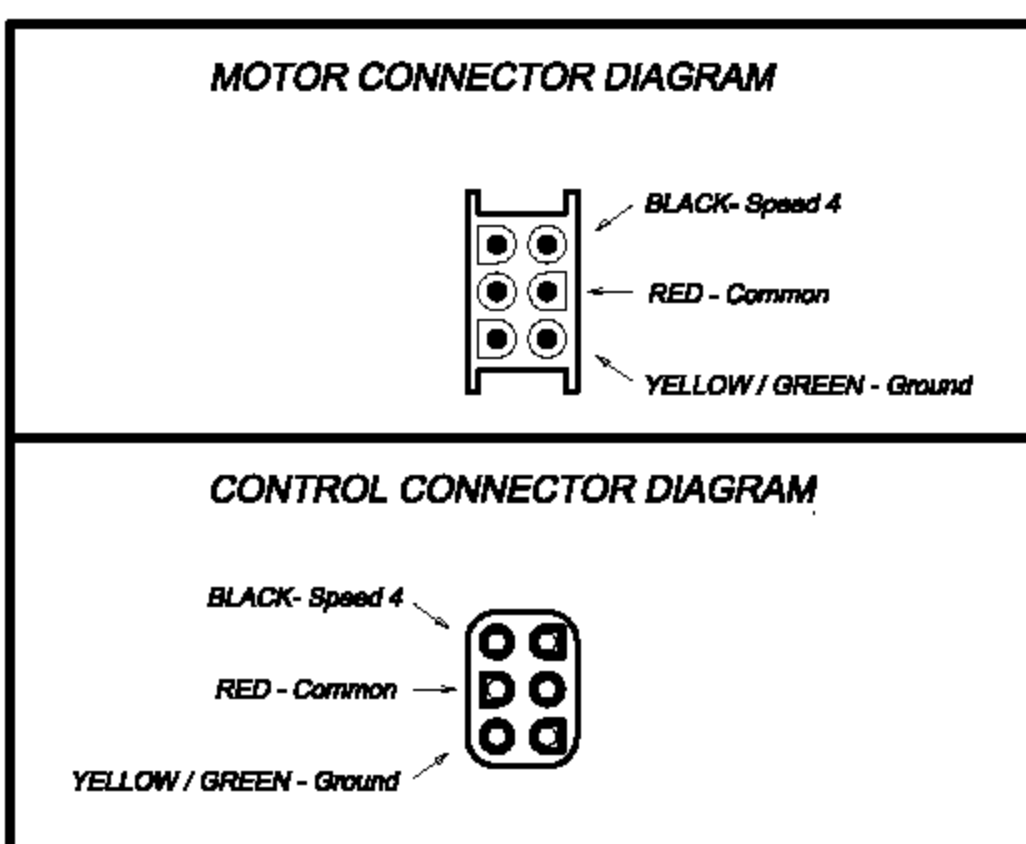 MOTOR CONNECTOR DIAGRAM
BLACK- Speed 4
RED - Common
YELLOW / GREEN - Ground
CONTROL CONNECTOR DIAGRAM
BLACK- Speed 4
RED - Common
YELLOW / GREEN - Ground